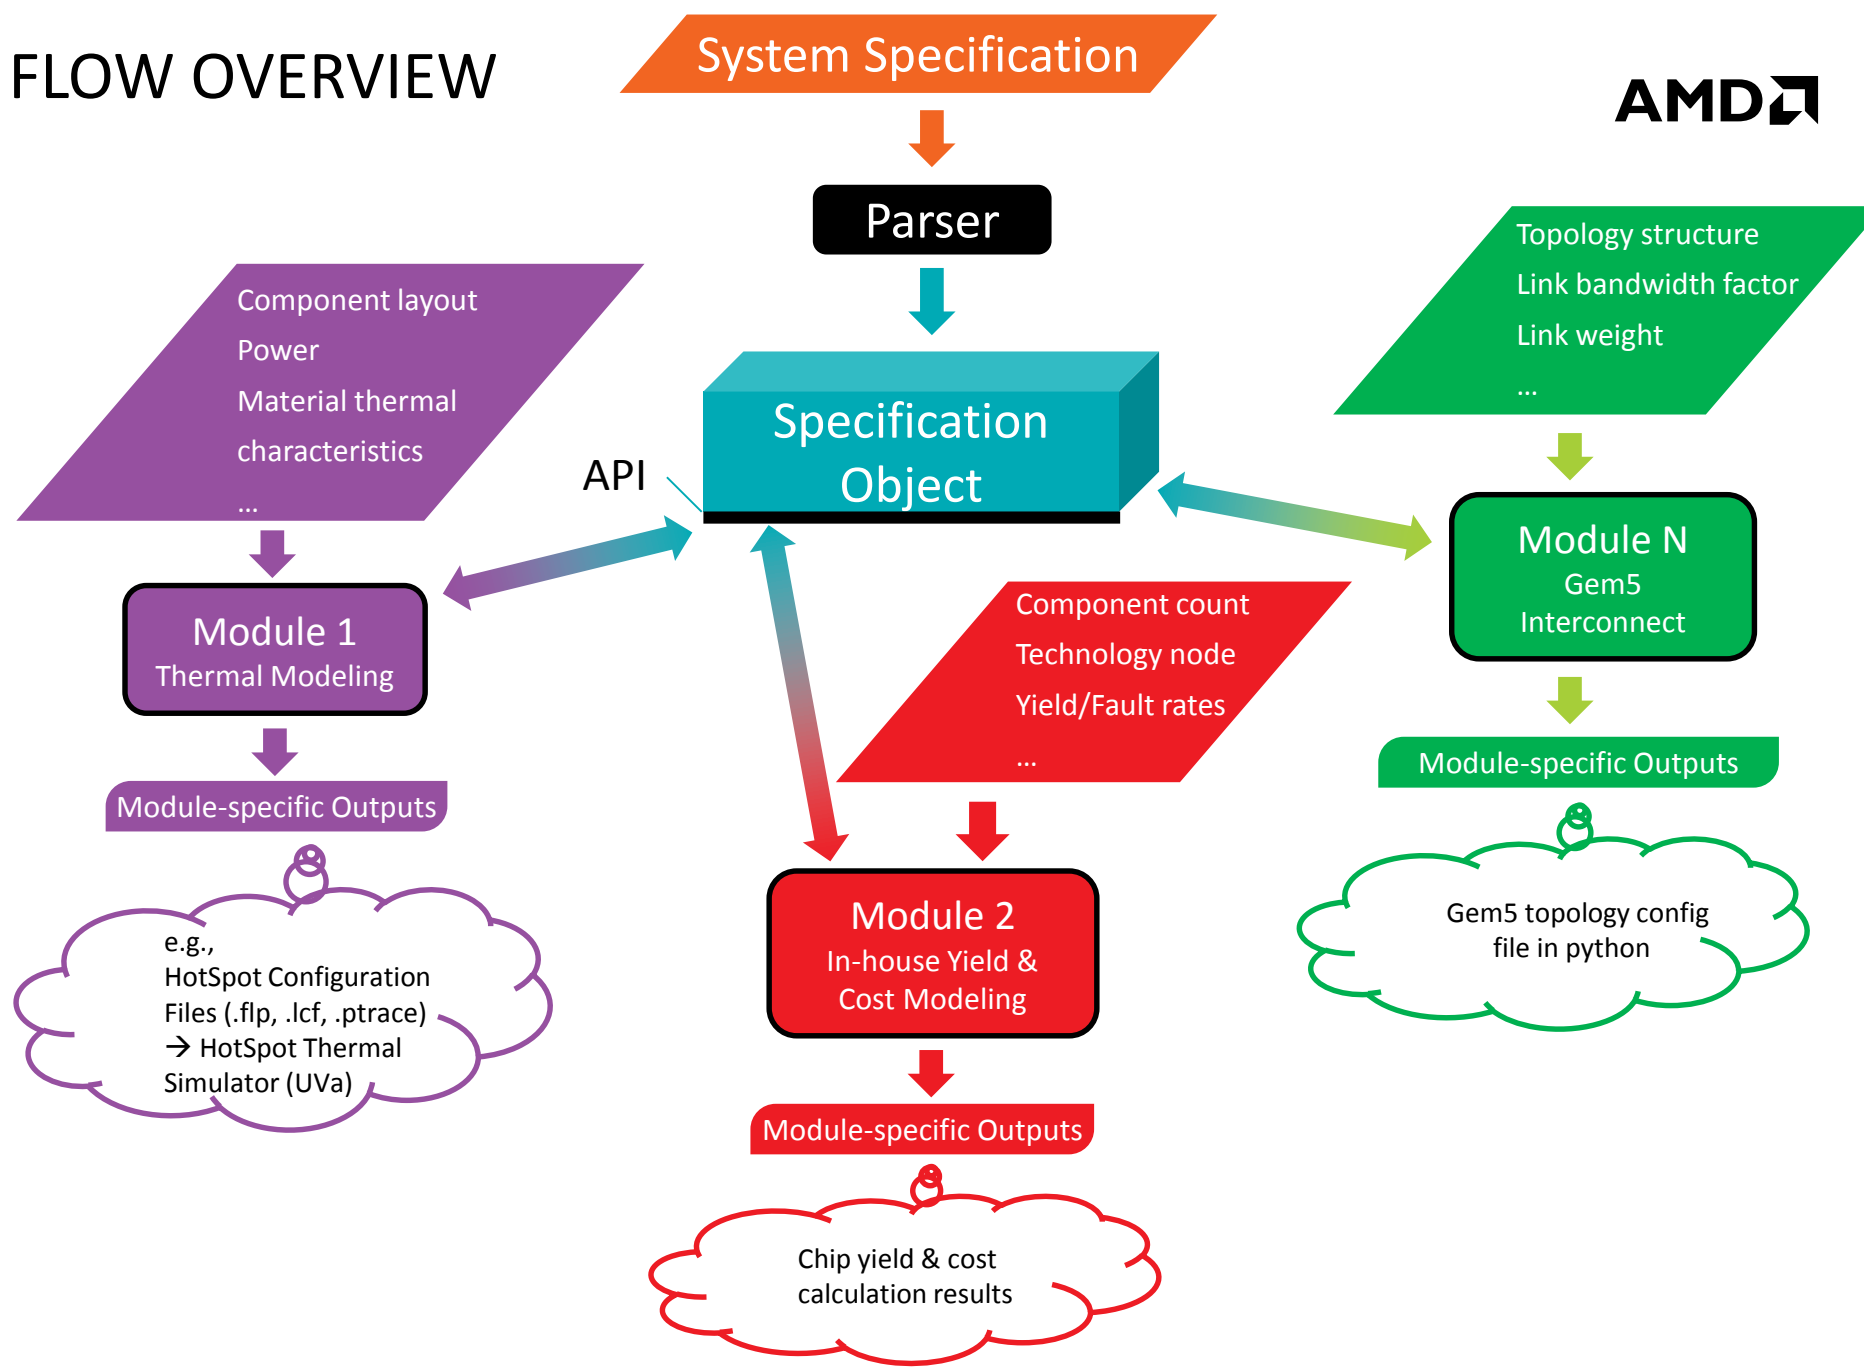 FLOW OVERVIEW
System Specification
AMD
Parser
Component layout
Power
Material thermal
characteristics
...
Topology structure
Link bandwidth factor
Link weight
...
Specification
Object
API
Module 1
Thermal Modeling
Module-specific Outputs
e.g.,
HotSpot Configuration
Files (.flp, .lcf, .ptrace)
→ HotSpot Thermal
Simulator (UVa)
Component count
Technology node
Yield/Fault rates
...
Module 2
In-house Yield &
Cost Modeling
Module-specific Outputs
Chip yield & cost
calculation results
Module N
Gem5
Interconnect
Module-specific Outputs
Gem5 topology config
file in python